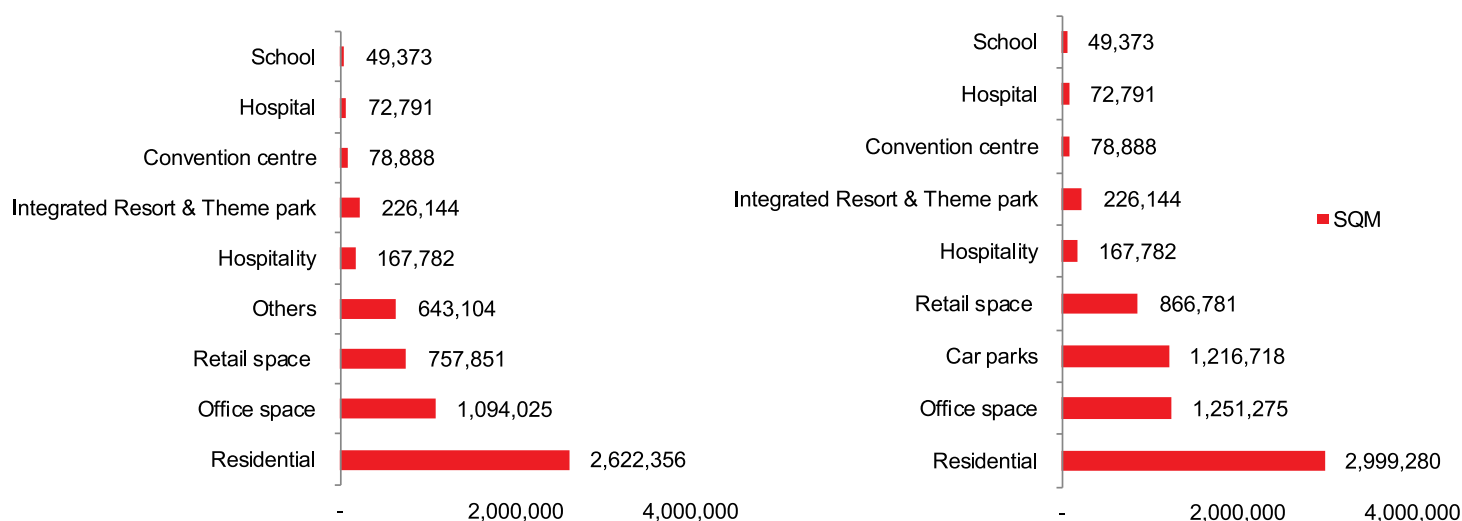 School 49,373
Hospital 72,791
Convention centre 78,888
Integrated Resort & Theme park 226,144
Hospitality 167,782
Others 643,104
Retail space 757,851
Office space 1,094,025
Residential 2,622,356
- 2,000,000 4,000,000
School 49,373
Hospital 72,791
Convention centre 78,888
Integrated Resort & Theme park 226,144
SQM
Hospitality 167,782
Retail space 866,781
Car parks 1,216,718
Office space 1,251,275
Residential 2,999,280
- 2,000,000 4,000,000